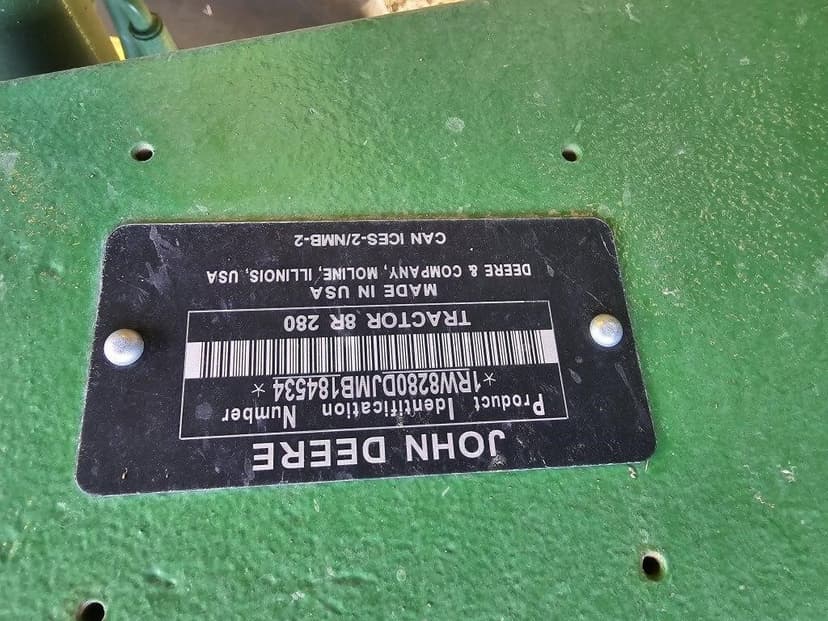 JOHN DEERE
Product Identification Number
*1RW8280DJMB184534*
TRACTOR 8R 280
MADE IN USA
DEERE & COMPANY, MOLINE, ILLINOIS, USA
CAN ICES-2/NMB-2